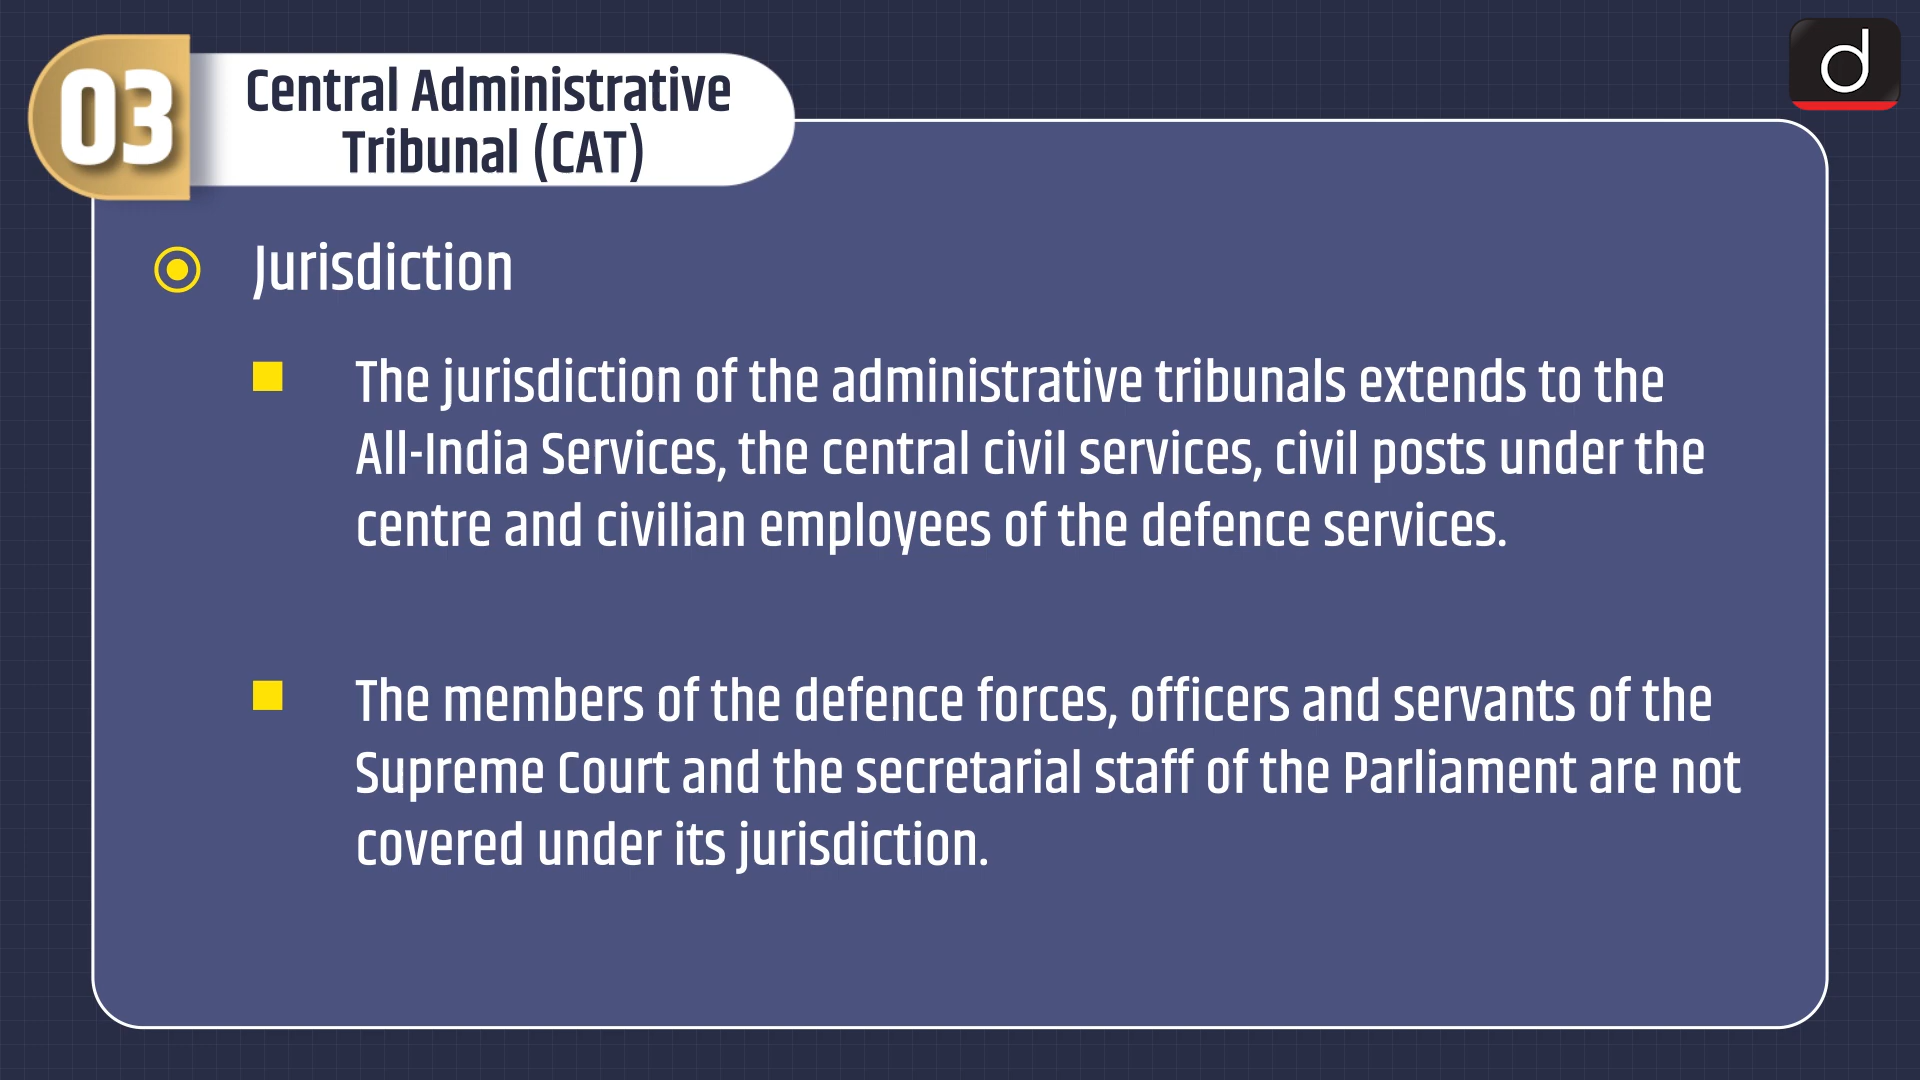 03
Central Administrative
Tribunal (CAT)
d
Jurisdiction
The jurisdiction of the administrative tribunals extends to the
All-India Services, the central civil services, civil posts under the
centre and civilian employees of the defence services.
The members of the defence forces, officers and servants of the
Supreme Court and the secretarial staff of the Parliament are not
covered under its jurisdiction.